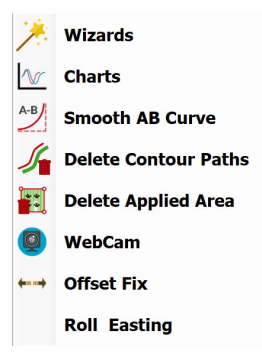 Wizards
Charts
A-B
Smooth AB Curve
Delete Contour Paths
Delete Applied Area
WebCam
Offset Fix
Roll  Easting